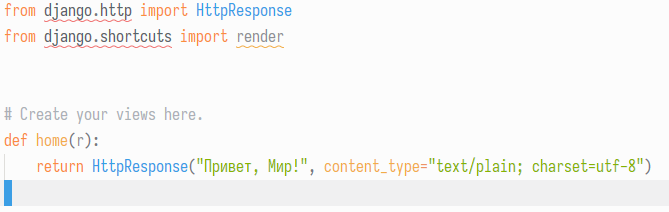 from django.http import HttpResponse
from django.shortcuts import render
# Create your views here.
def home(r):
    return HttpResponse("Привет, Мир!", content_type="text/plain; charset=utf-8")